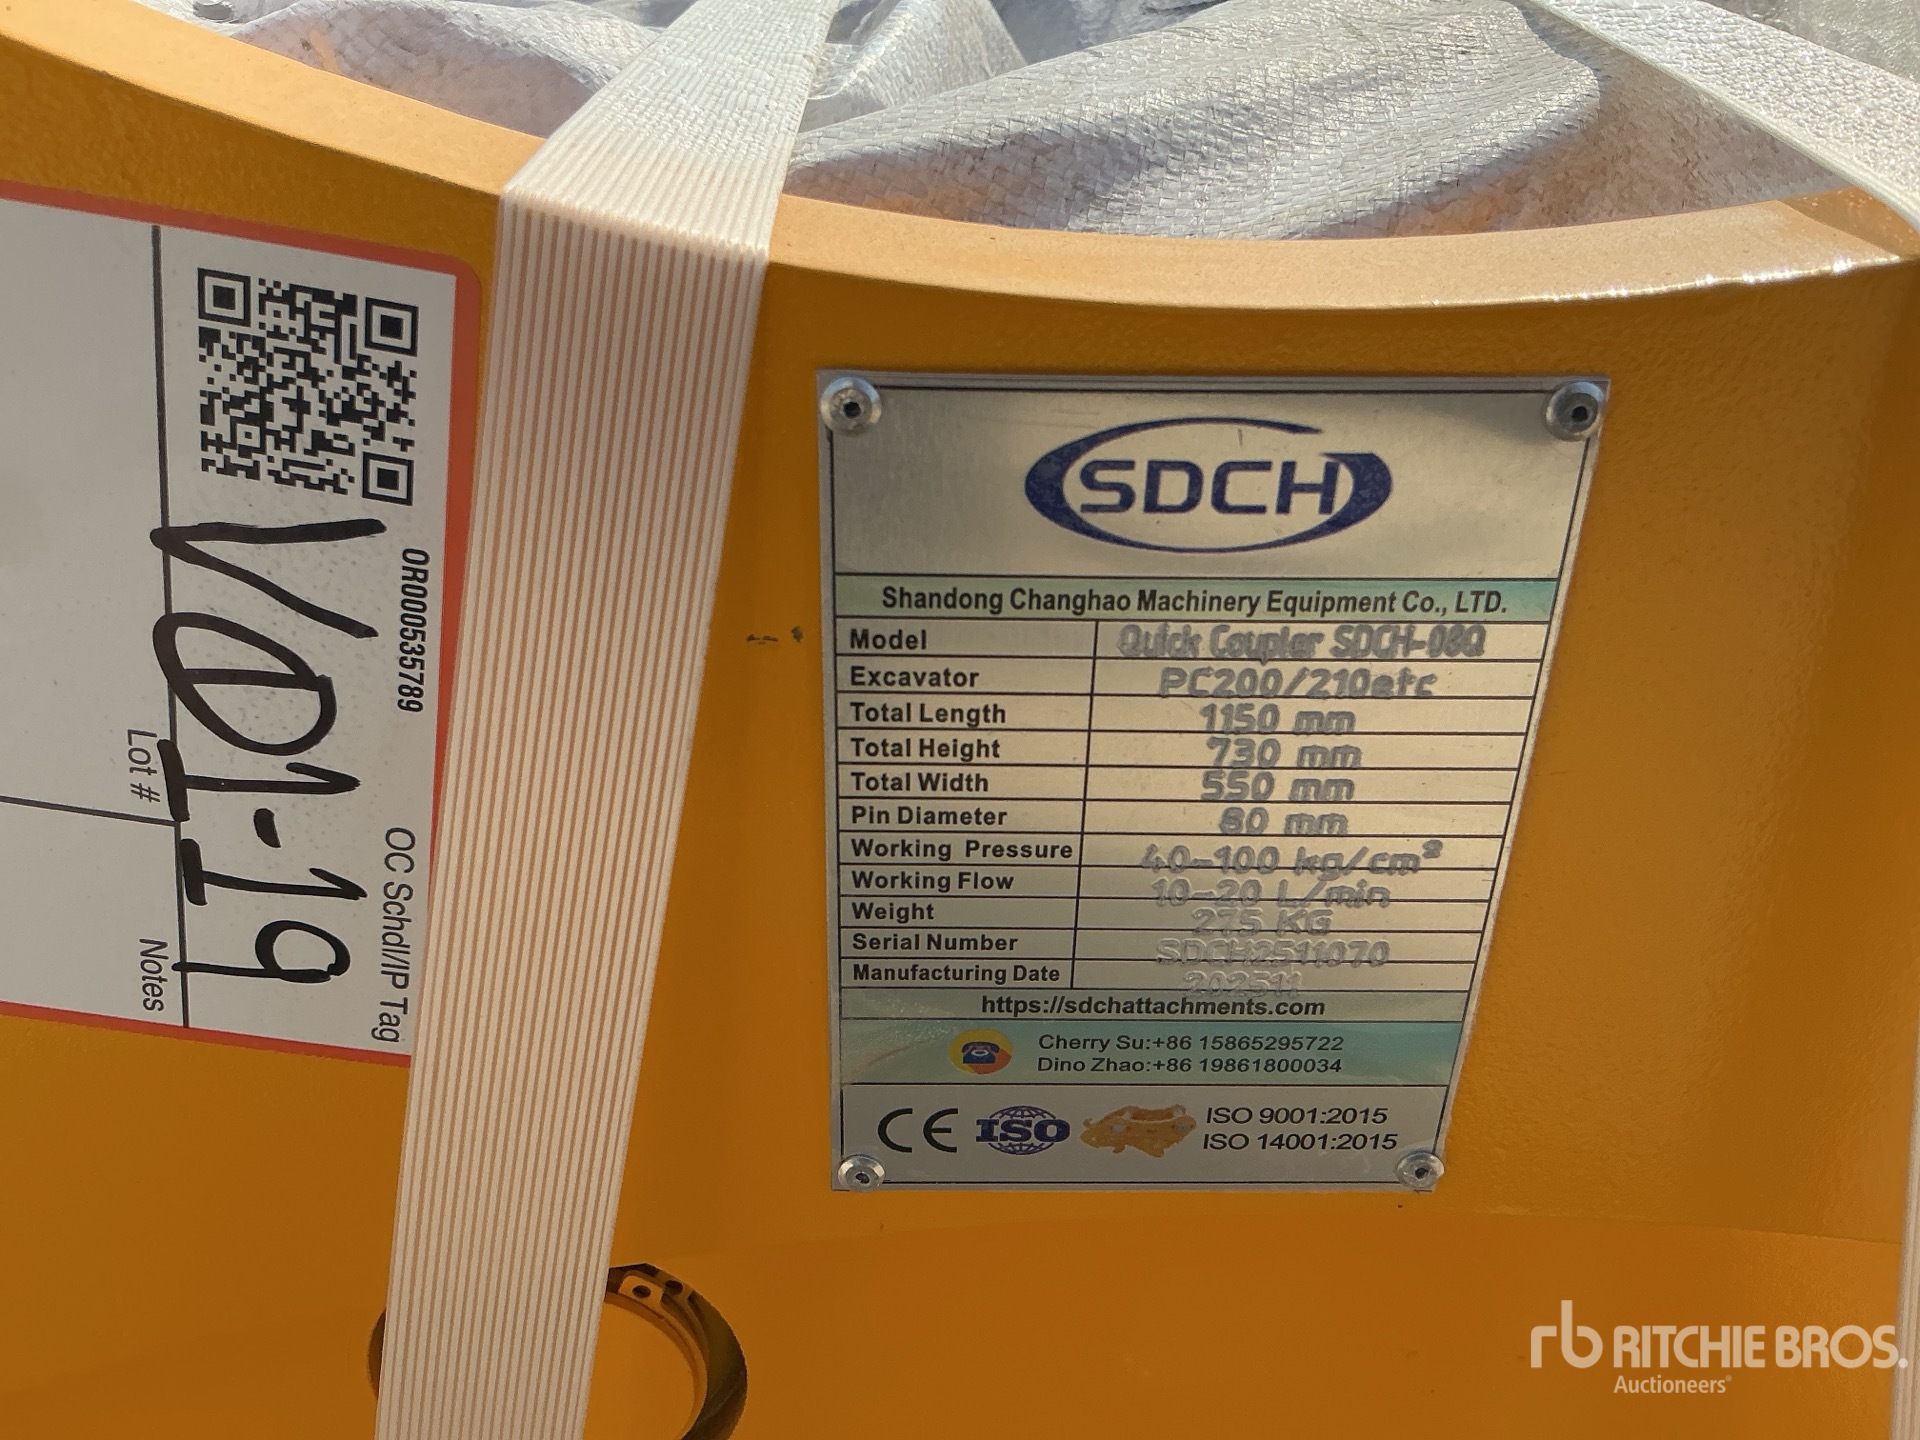 OR000535789
V01-19
Lot #
OC Schdl/IP Tag
Notes
SDCH
Shandong Changhao Machinery Equipment Co., LTD.
Model Quick Coupler SDCH-08Q
Excavator PC200/210etc
Total Length 1150 mm
Total Height 730 mm
Total Width 550 mm
Pin Diameter 80 mm
Working Pressure 40-100 kg/cm²
Working Flow 10-20 L/min
Weight 275 KG
Serial Number SDCH2511070
Manufacturing Date 202511
https://sdchattachments.com
Cherry Su:+86 15865295722
Dino Zhao:+86 19861800034
CE ISO ISO 9001:2015
ISO 14001:2015
rb RITCHIE BROS.
Auctioneers